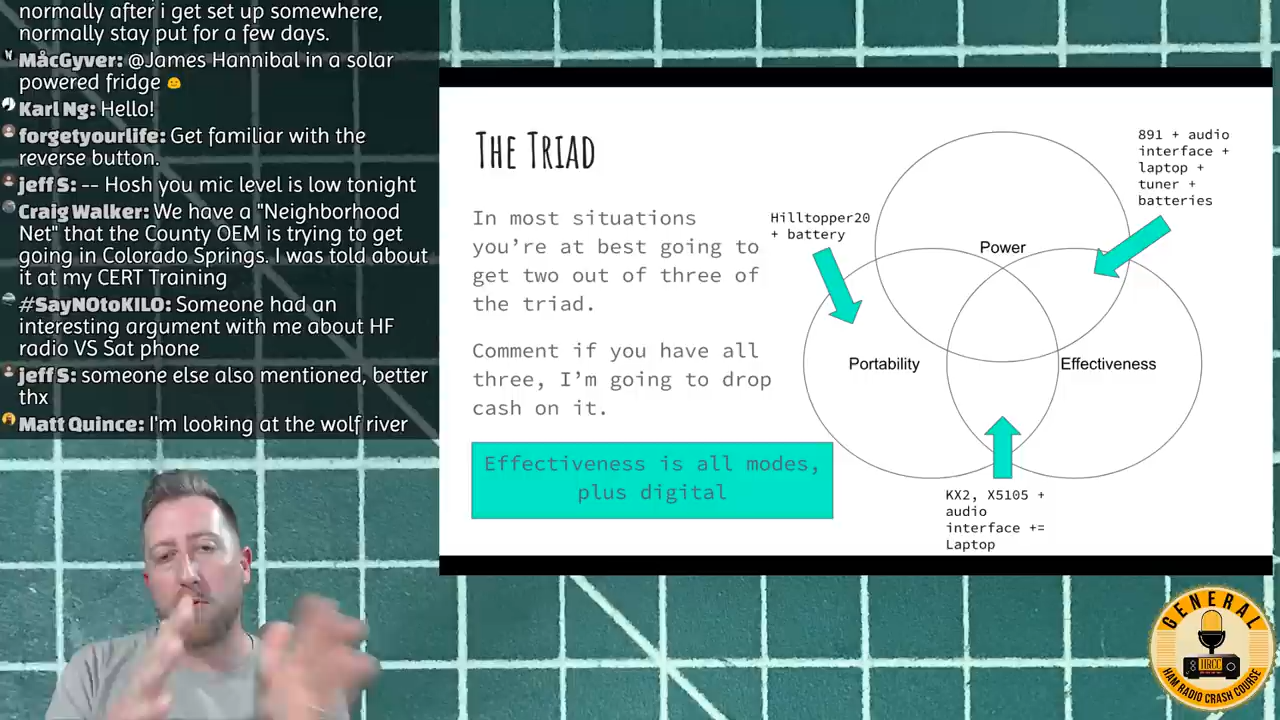 normally after i get set up somewhere,
normally stay put for a few days.
MåcGyver: @James Hannibal in a solar
powered fridge
Karl Ng: Hello!
forgetyourlife: Get familiar with the
reverse button.
jeff S: -- Hosh you mic level is low tonight
Craig Walker: We have a "Neighborhood
Net" that the County OEM is trying to get
going in Colorado Springs. I was told about
it at my CERT Training
#SayNOtoKILO: Someone had an
interesting argument with me about HF
radio VS Sat phone
jeff S: someone else also mentioned, better
thx
Matt Quince: I'm looking at the wolf river
The Triad
In most situations
you're at best going to
get two out of three of
the triad.
Comment if you have all
three, I'm going to drop
cash on it.
Effectiveness is all modes,
plus digital
Hilltopper20
+ battery
891 + audio
interface +
laptop +
tuner +
batteries
Power
Portability
Effectiveness
KX2, X5105 +
audio
interface +=
Laptop
GENERAL
HRCC
HAM RADIO CRASH COURSE